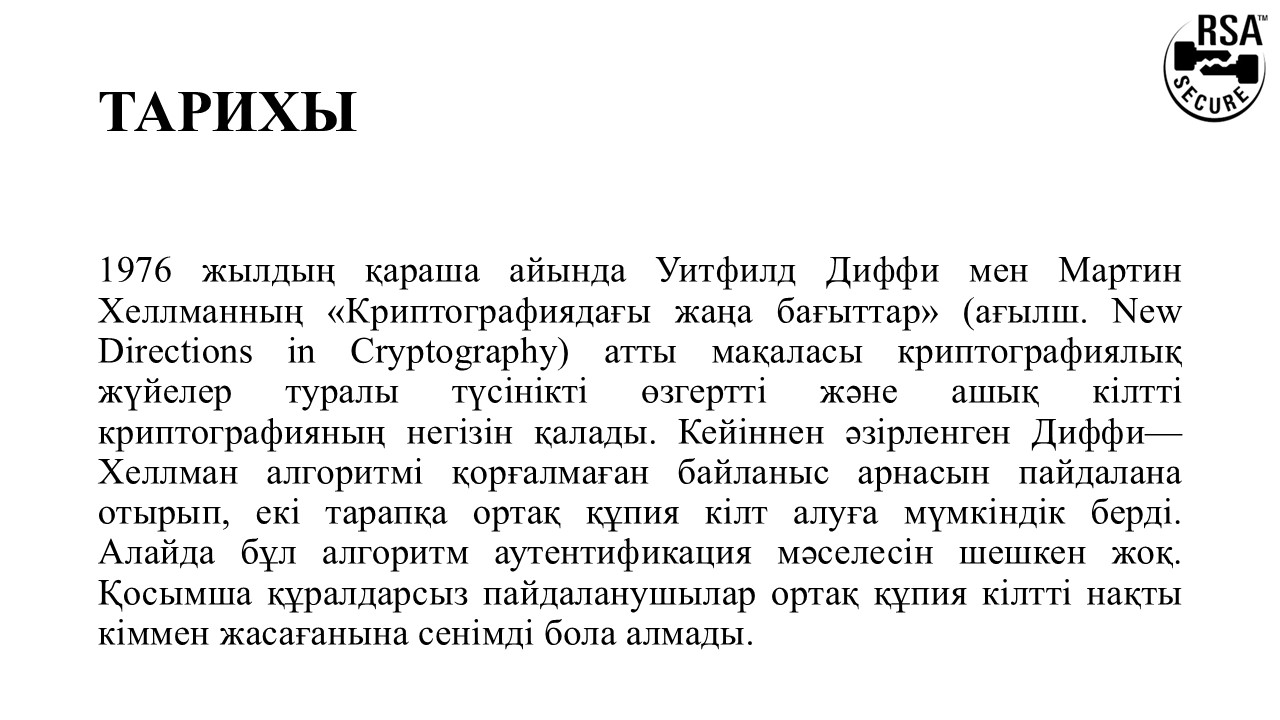 RSA™
SECURE
ТАРИХЫ
1976 жылдың қараша айында Уитфилд Диффи мен Мартин
Хеллманның «Криптографиядағы жаңа бағыттар» (ағылш. New
Directions in Cryptography) атты мақаласы криптографиялық
жүйелер туралы түсінікті өзгертті және ашық кілтті
криптографияның негізін қалады. Кейіннен әзірленген Диффи—
Хеллман алгоритмі қорғалмаған байланыс арнасын пайдалана
отырып, екі тарапқа ортақ құпия кілт алуға мүмкіндік берді.
Алайда бұл алгоритм аутентификация мәселесін шешкен жоқ.
Қосымша құралдарсыз пайдаланушылар ортақ құпия кілтті нақты
кіммен жасағанына сенімді бола алмады.